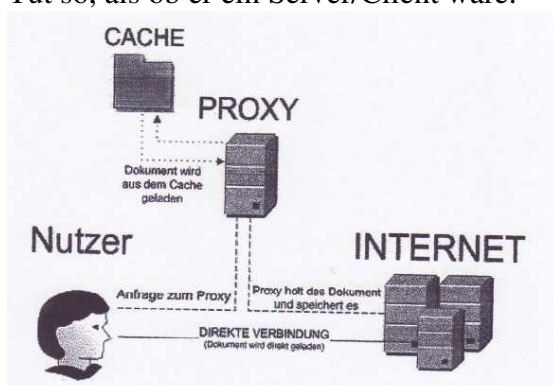 Tut so, als ob er ein Server/Client wäre.
CACHE
PROXY
Dokument wird
aus dem Cache
geladen
Nutzer
INTERNET
Anfrage zum Proxy
Proxy holt das Dokument
und speichert es
DIREKTE VERBINDUNG
(Dokument wird direkt geladen)